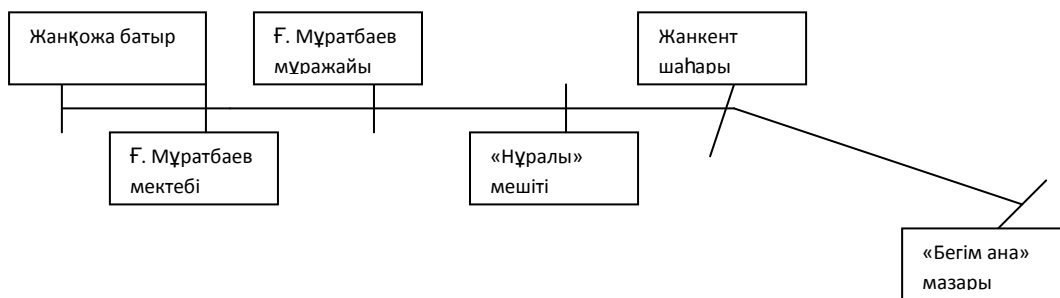 Жанқожа батыр
Ғ. Мұратбаев
мұражайы
Жанкент
шаһары
Ғ. Мұратбаев
мектебі
«Нұралы»
мешіті
«Бегім ана»
мазары